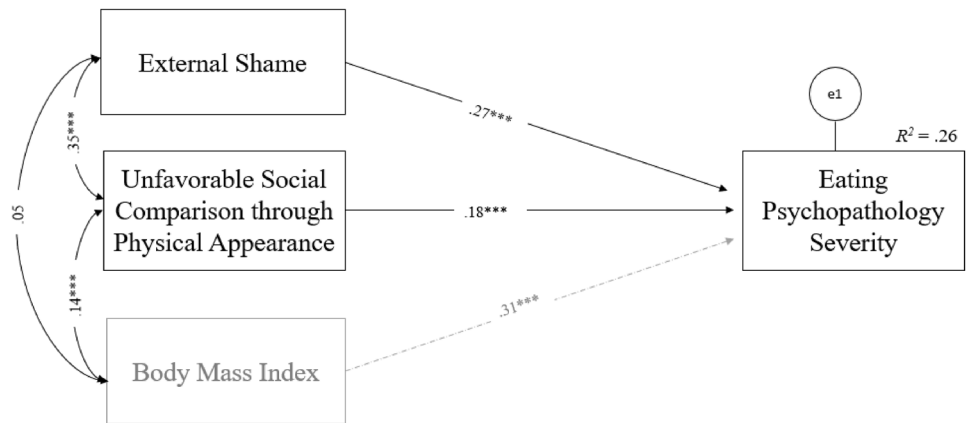 External Shame
.27***
e1
R² = .26
.35***
Unfavorable Social
Comparison through
Physical Appearance
.18***
Eating
Psychopathology
Severity
.05
.14***
.31***
Body Mass Index